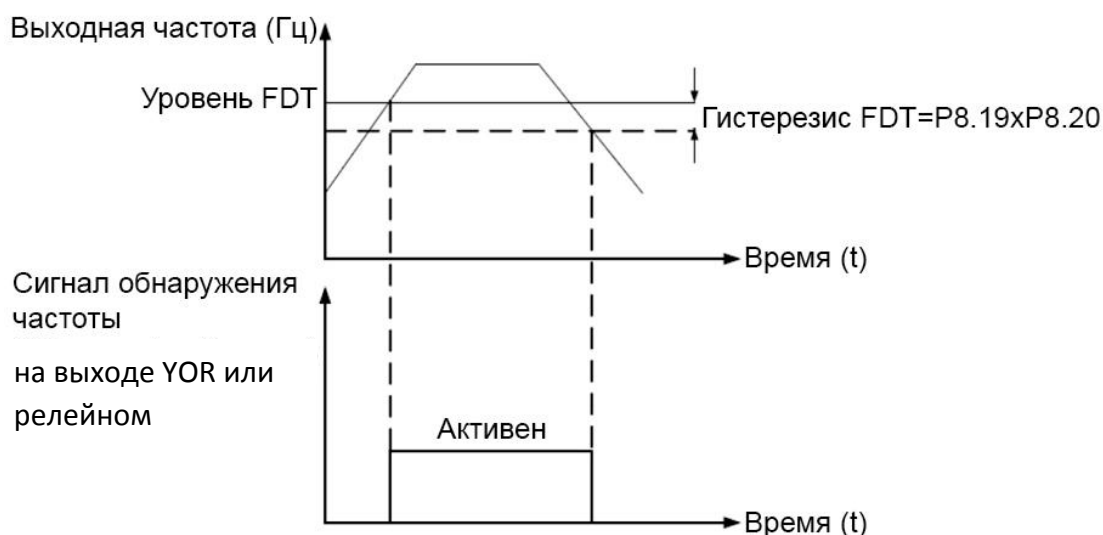 Выходная частота (Гц)
Уровень FDT
Гистерезис FDT=P8.19xP8.20
Время (t)
Сигнал обнаружения
частоты
на выходе YOR или
релейном
Активен
Время (t)